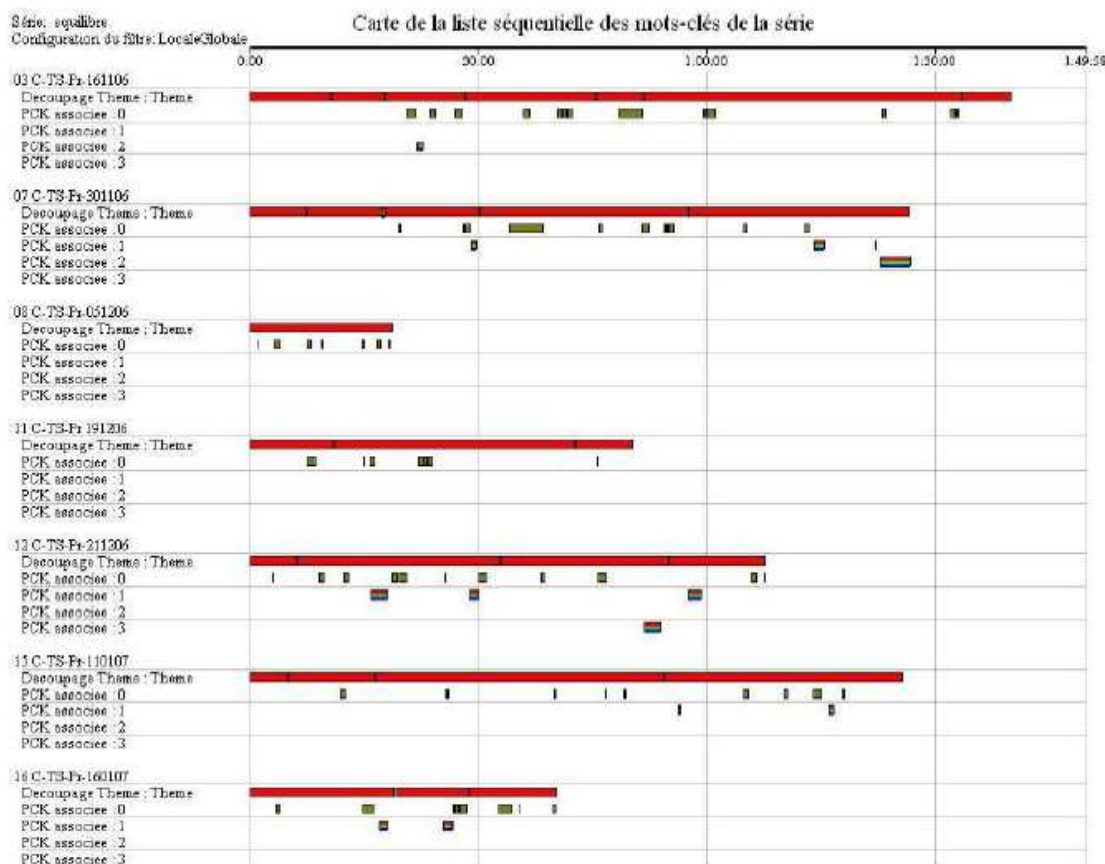 Série: equilibre
Carte de la liste séquentielle des mots-clés de la série
Configuration du filtre: LocaleGlobale
0:00 30:00 1:00:00 1:30:00 1:49:58
03 C-TS-Pr-161106
Decoupage Theme : Theme
PCK associee : 0
PCK associee : 1
PCK associee : 2
PCK associee : 3
07 C-TS-Pr-301106
Decoupage Theme : Theme
PCK associee : 0
PCK associee : 1
PCK associee : 2
PCK associee : 3
08 C-TS-Pr-051206
Decoupage Theme : Theme
PCK associee : 0
PCK associee : 1
PCK associee : 2
PCK associee : 3
11 C-TS-Pr 191206
Decoupage Theme : Theme
PCK associee : 0
PCK associee : 1
PCK associee : 2
PCK associee : 3
12 C-TS-Pr-211206
Decoupage Theme : Theme
PCK associee : 0
PCK associee : 1
PCK associee : 2
PCK associee : 3
15 C-TS-Pr-110107
Decoupage Theme : Theme
PCK associee : 0
PCK associee : 1
PCK associee : 2
PCK associee : 3
16 C-TS-Pr-160107
Decoupage Theme : Theme
PCK associee : 0
PCK associee : 1
PCK associee : 2
PCK associee : 3